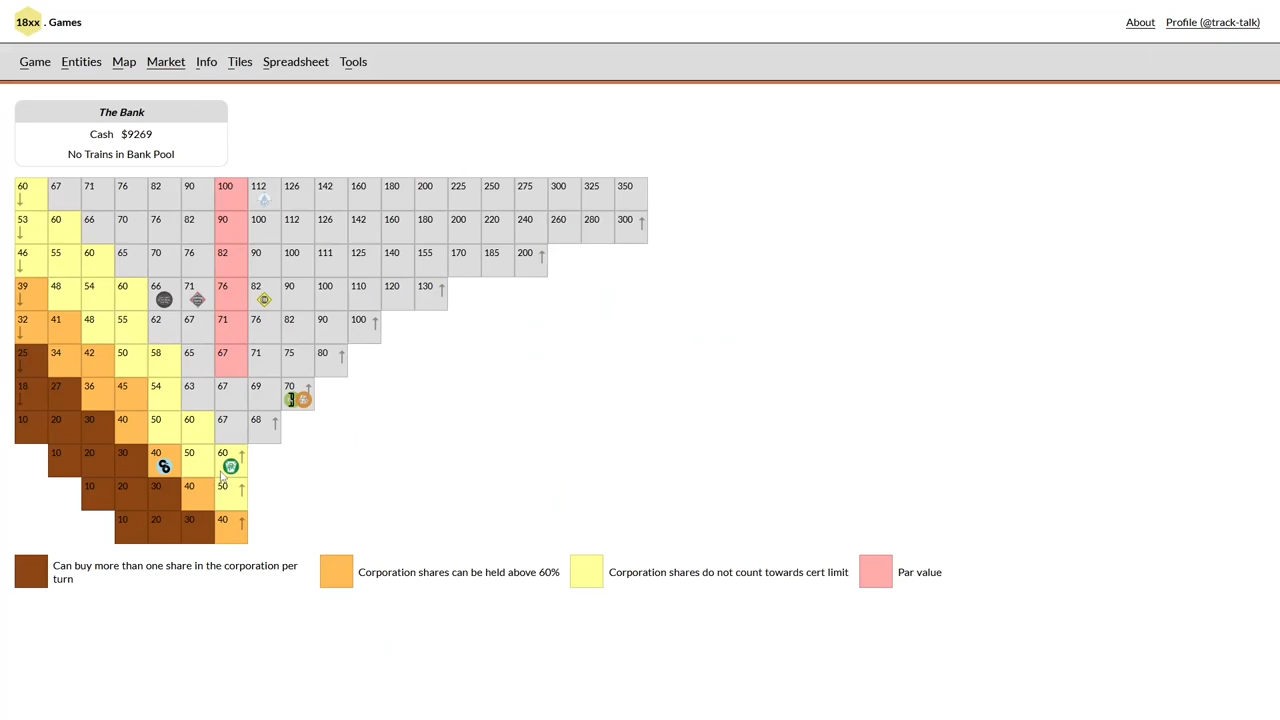 18xx . Games
About Profile (@track-talk)
Game Entities Map Market Info Tiles Spreadsheet Tools
The Bank
Cash $9269
No Trains in Bank Pool
60 67 71 76 82 90 100 112 126 142 160 180 200 225 250 275 300 325 350
53 60 66 70 76 82 90 100 112 126 142 160 180 200 220 240 260 280 300
46 55 60 65 70 76 82 90 100 111 125 140 155 170 185 200
39 48 54 60 66 71 76 82 90 100 110 120 130
32 41 48 55 62 67 71 76 82 90 100
25 34 42 50 58 65 67 71 75 80
18 27 36 45 54 63 67 69 70
10 20 30 40 50 60 67 68
10 20 30 40 50 60
10 20 30 40 50
10 20 30 40
Can buy more than one share in the corporation per
turn
Corporation shares can be held above 60%
Corporation shares do not count towards cert limit
Par value